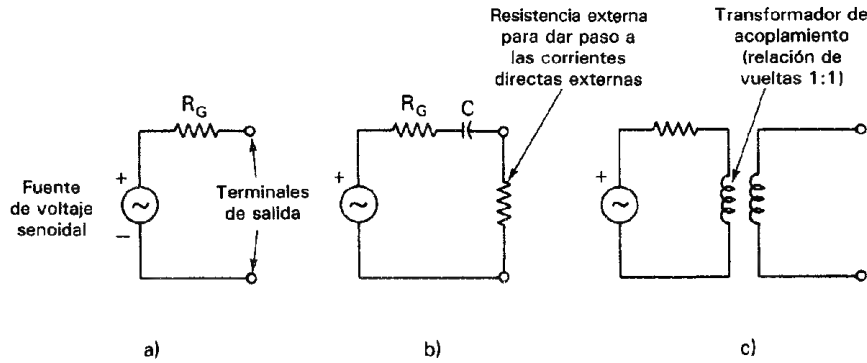 Resistencia externa
para dar paso a
las corrientes
directas externas
Transformador de
acoplamiento
(relación de
vueltas 1:1)
R_G
R_G
C
Fuente
de voltaje
senoidal
+
−
Terminales
de salida
+
+
a)
b)
c)